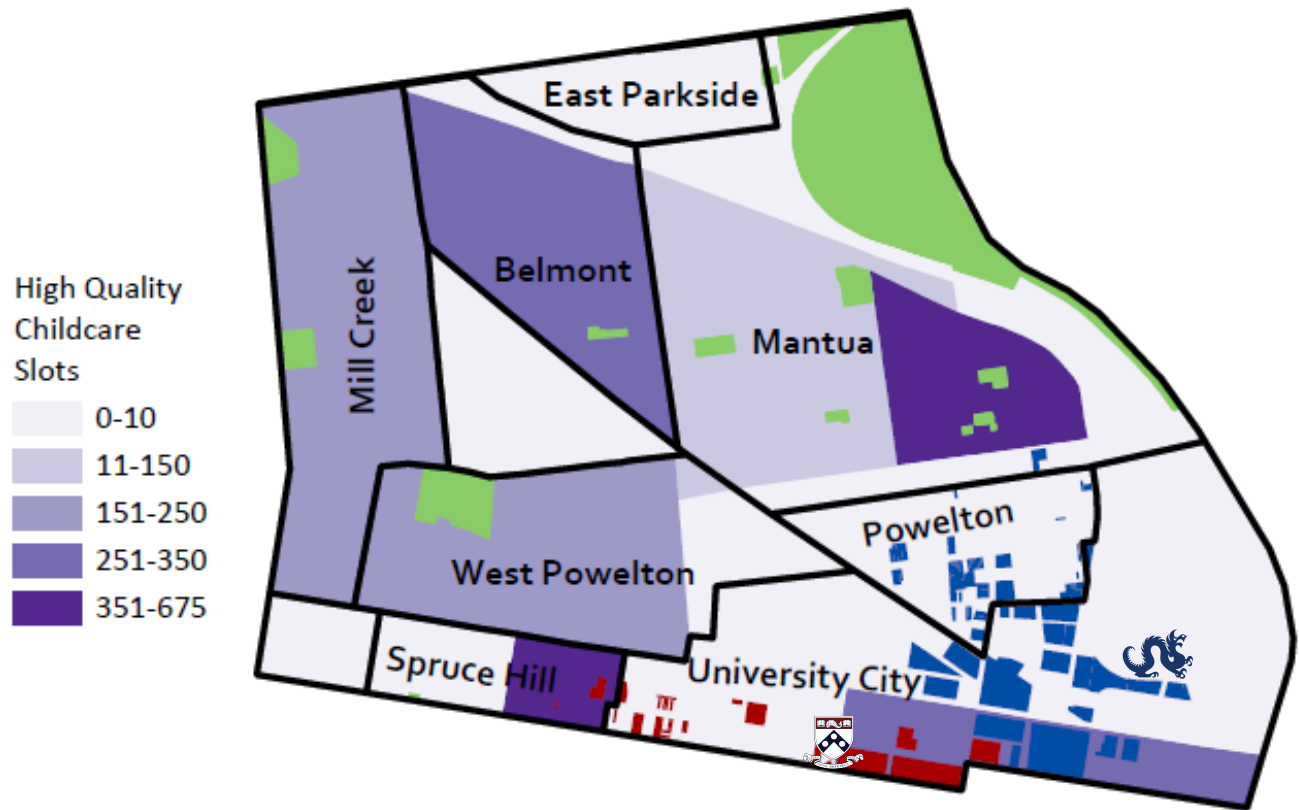 East Parkside
Belmont
Mill Creek
Mantua
High Quality
Childcare
Slots
0-10
11-150
151-250
251-350
351-675
Powelton
West Powelton
Spruce Hill
University City